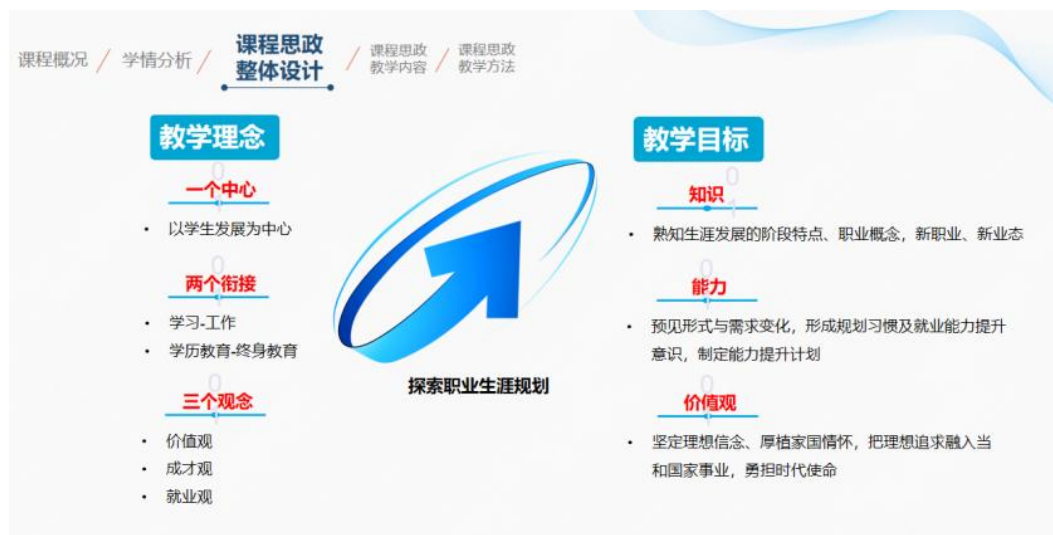 课程概况 / 学情分析 / 课程思政 / 课程思政 / 课程思政
整体设计 教学内容 教学方法
教学理念
一个中心
• 以学生发展为中心
两个衔接
• 学习-工作
• 学历教育-终身教育
三个观念
• 价值观
• 成才观
• 就业观
探索职业生涯规划
教学目标
知识
• 熟知生涯发展的阶段特点、职业概念，新职业、新业态
能力
• 预见形式与需求变化，形成规划习惯及就业能力提升
意识，制定能力提升计划
价值观
• 坚定理想信念、厚植家国情怀，把理想追求融入当
和国家事业，勇担时代使命